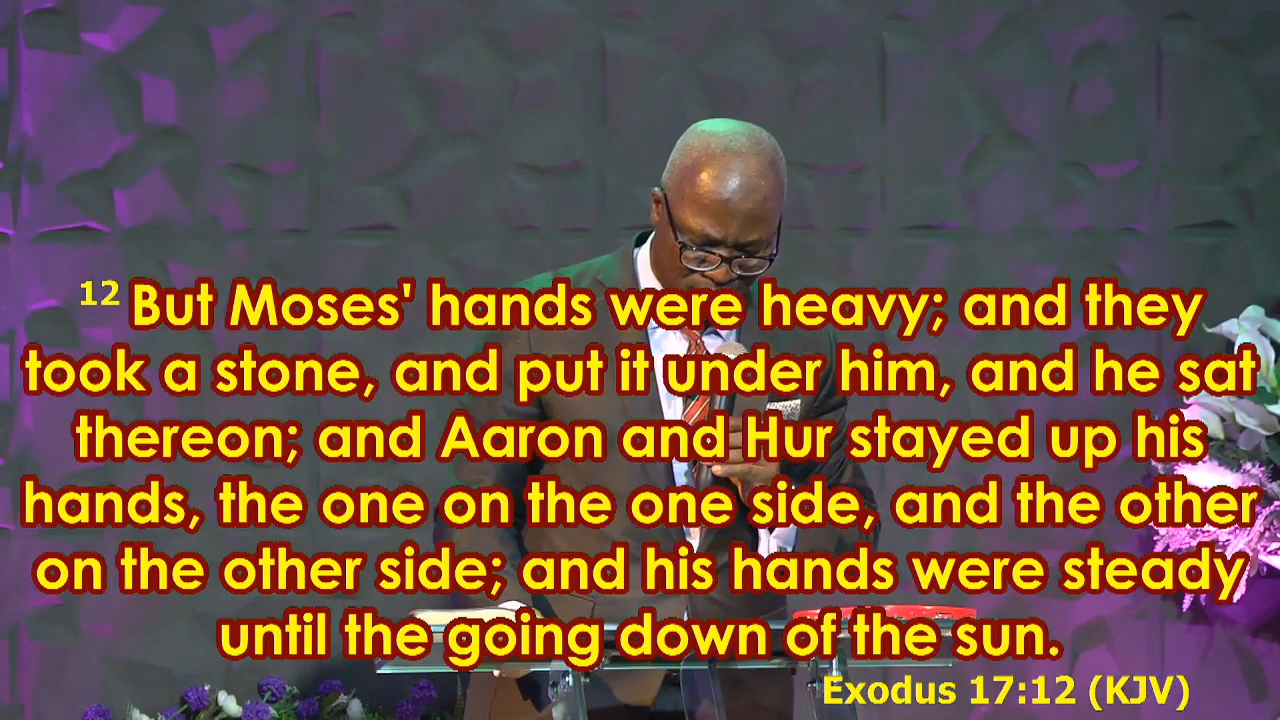 12 But Moses' hands were heavy; and they
took a stone, and put it under him, and he sat
thereon; and Aaron and Hur stayed up his
hands, the one on the one side, and the other
on the other side; and his hands were steady
until the going down of the sun.
Exodus 17:12 (KJV)